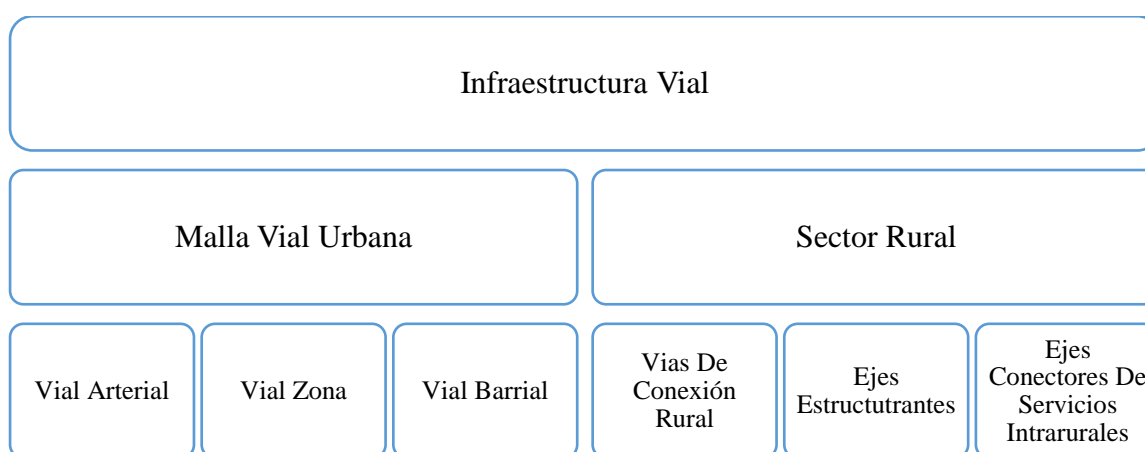 Infraestructura Vial
Malla Vial Urbana
Sector Rural
Vial Arterial
Vial Zona
Vial Barrial
Vias De
Conexión
Rural
Ejes
Estructutrantes
Ejes
Conectores De
Servicios
Intrarurales